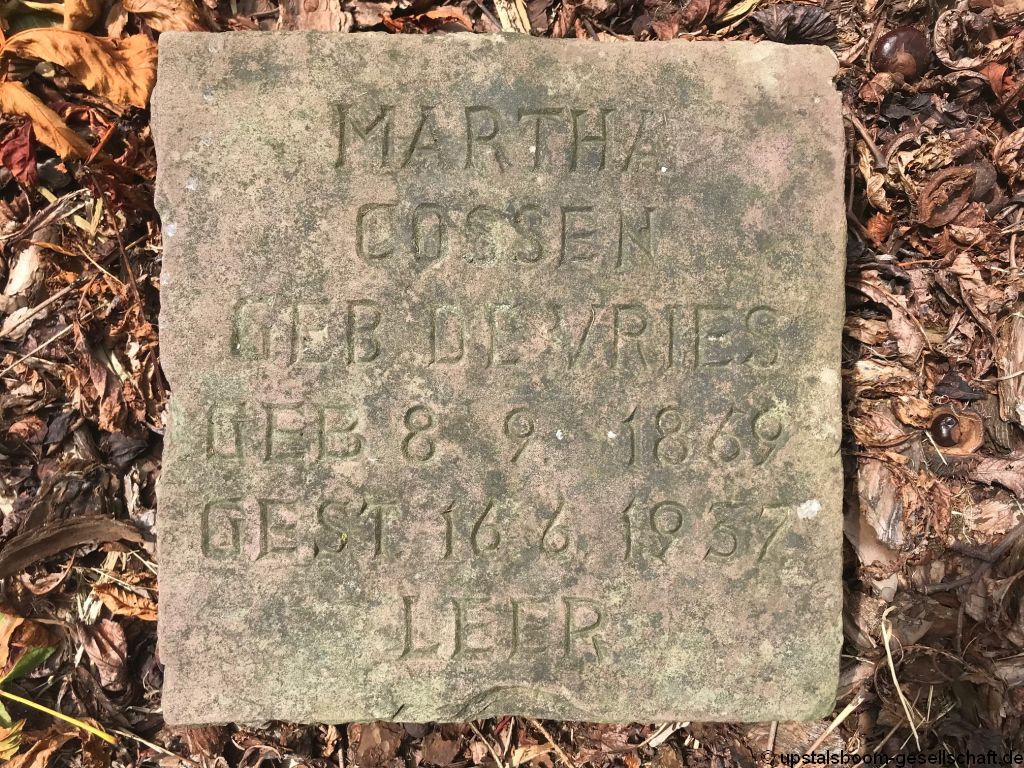 MARTHA
COSSEN
GEB DE VRIES
GEB 8 9. 1869
GEST 16.6. 1937
LEER
© upstalsboom-gesellschaft.de